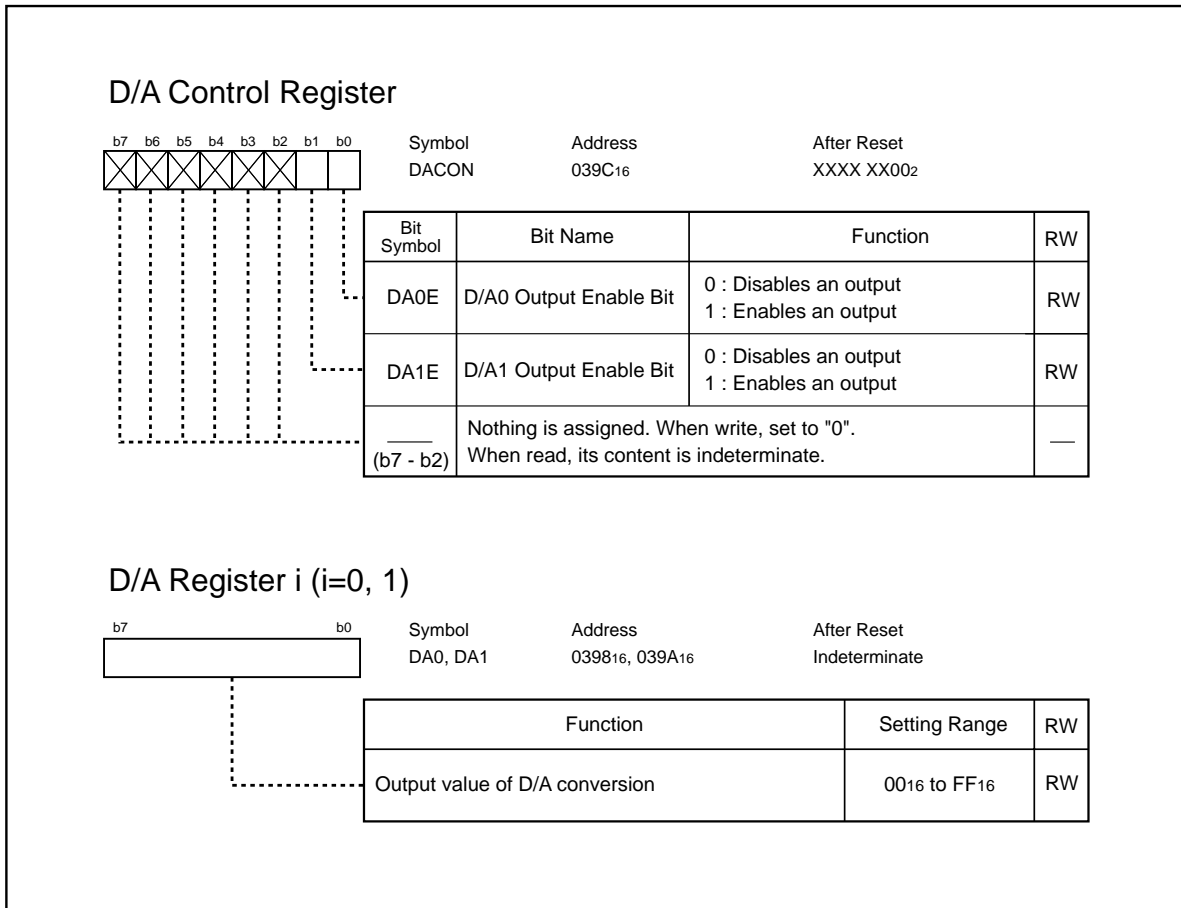 D/A Control Register
b7 b6 b5 b4 b3 b2 b1 b0
Symbol Address After Reset
DACON 039C16 XXXX XX002
Bit Symbol Bit Name Function RW
DA0E D/A0 Output Enable Bit 0 : Disables an output RW
1 : Enables an output
DA1E D/A1 Output Enable Bit 0 : Disables an output RW
1 : Enables an output
(b7 - b2) Nothing is assigned. When write, set to "0".
When read, its content is indeterminate.
D/A Register i (i=0, 1)
b7 b0
Symbol Address After Reset
DA0, DA1 039816, 039A16 Indeterminate
Function Setting Range RW
Output value of D/A conversion 0016 to FF16 RW